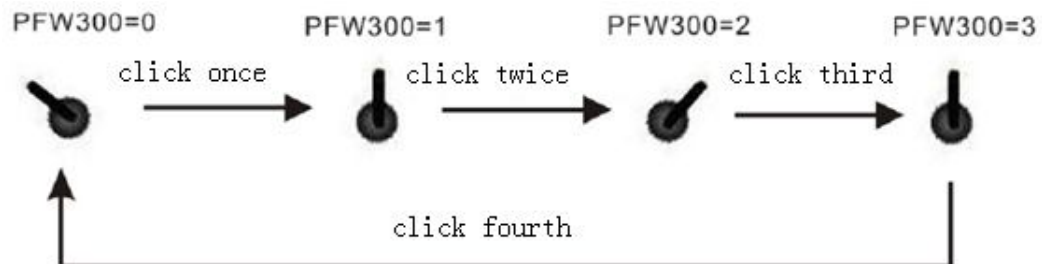 PFW300=0
PFW300=1
PFW300=2
PFW300=3
click once
click twice
click third
click fourth